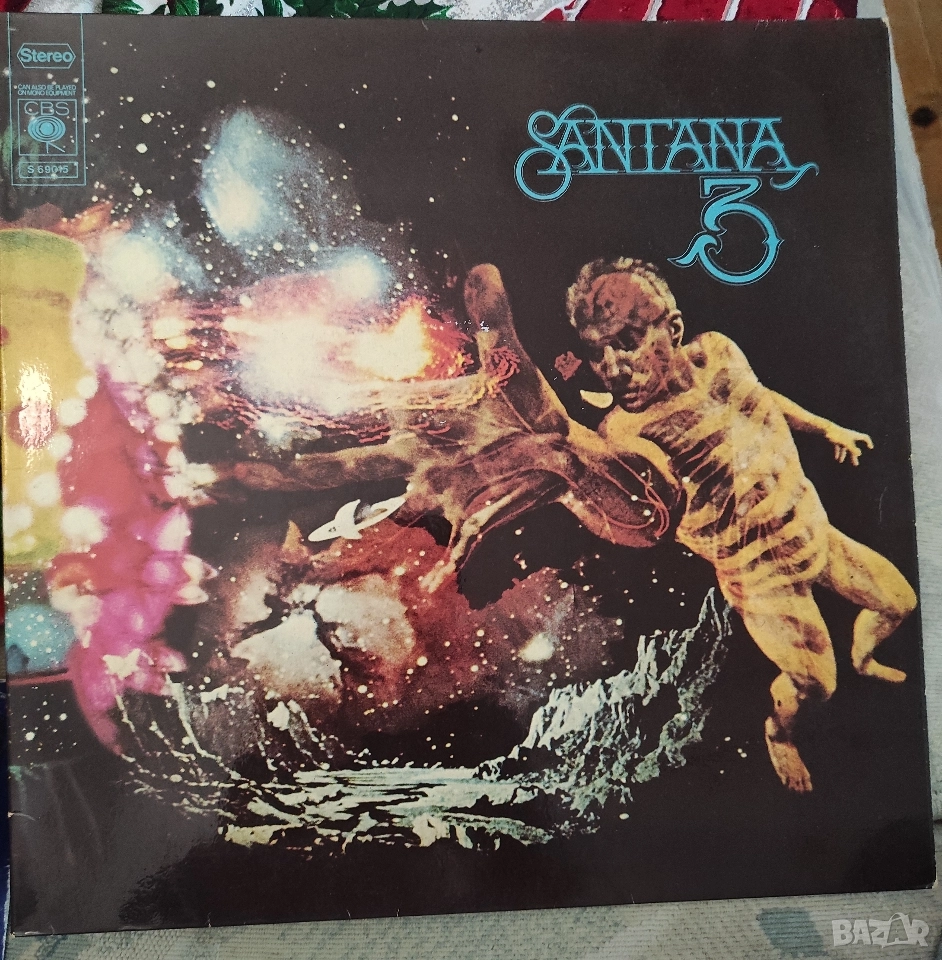 Stereo
CAN ALSO BE PLAYED
ON MONO EQUIPMENT
CBS
S 69015
SANTANA
3
BAZAR